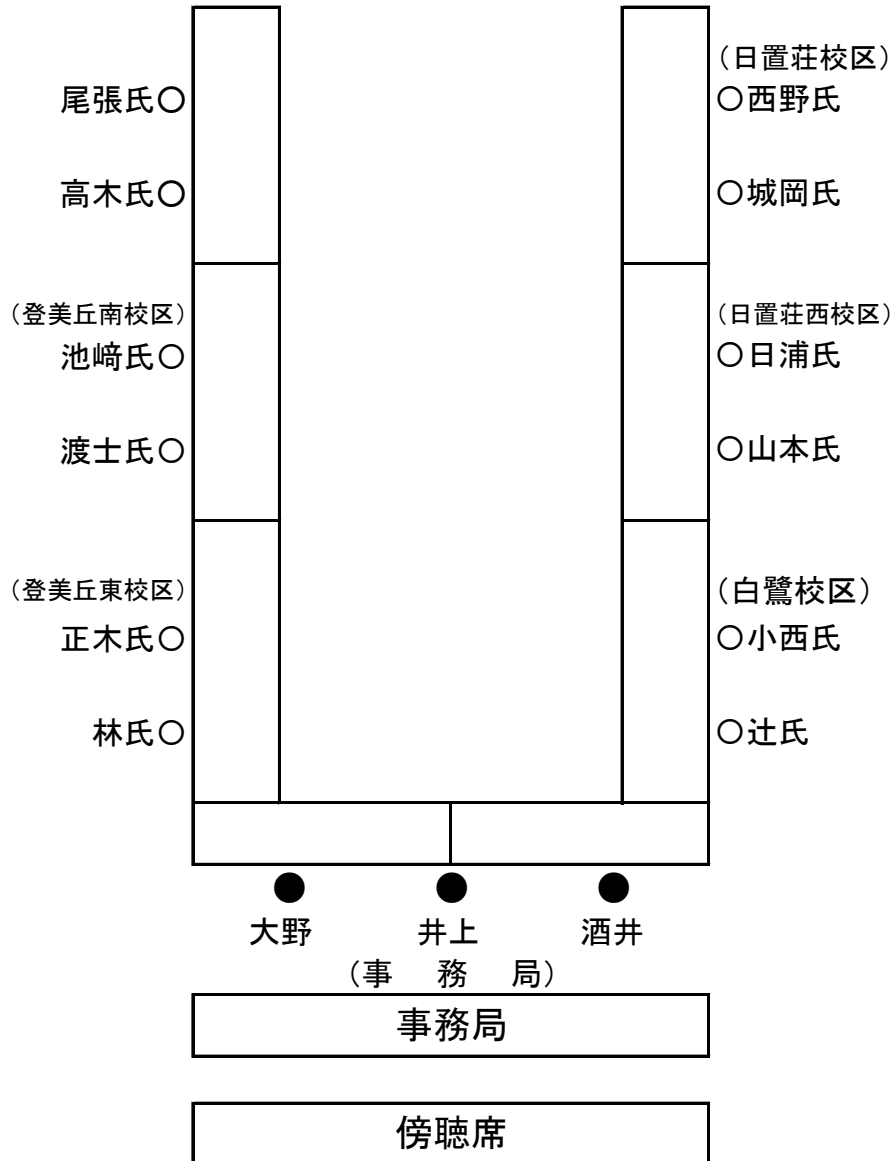 (日置荘校区)
尾張氏○
○西野氏
高木氏○
○城岡氏
(登美丘南校区)
(日置荘西校区)
池﨑氏○
○日浦氏
渡士氏○
○山本氏
(登美丘東校区)
(白鷺校区)
正木氏○
○小西氏
林氏○
○辻氏
● ● ●
大野 井上 酒井
(事 務 局)
事務局
傍聴席